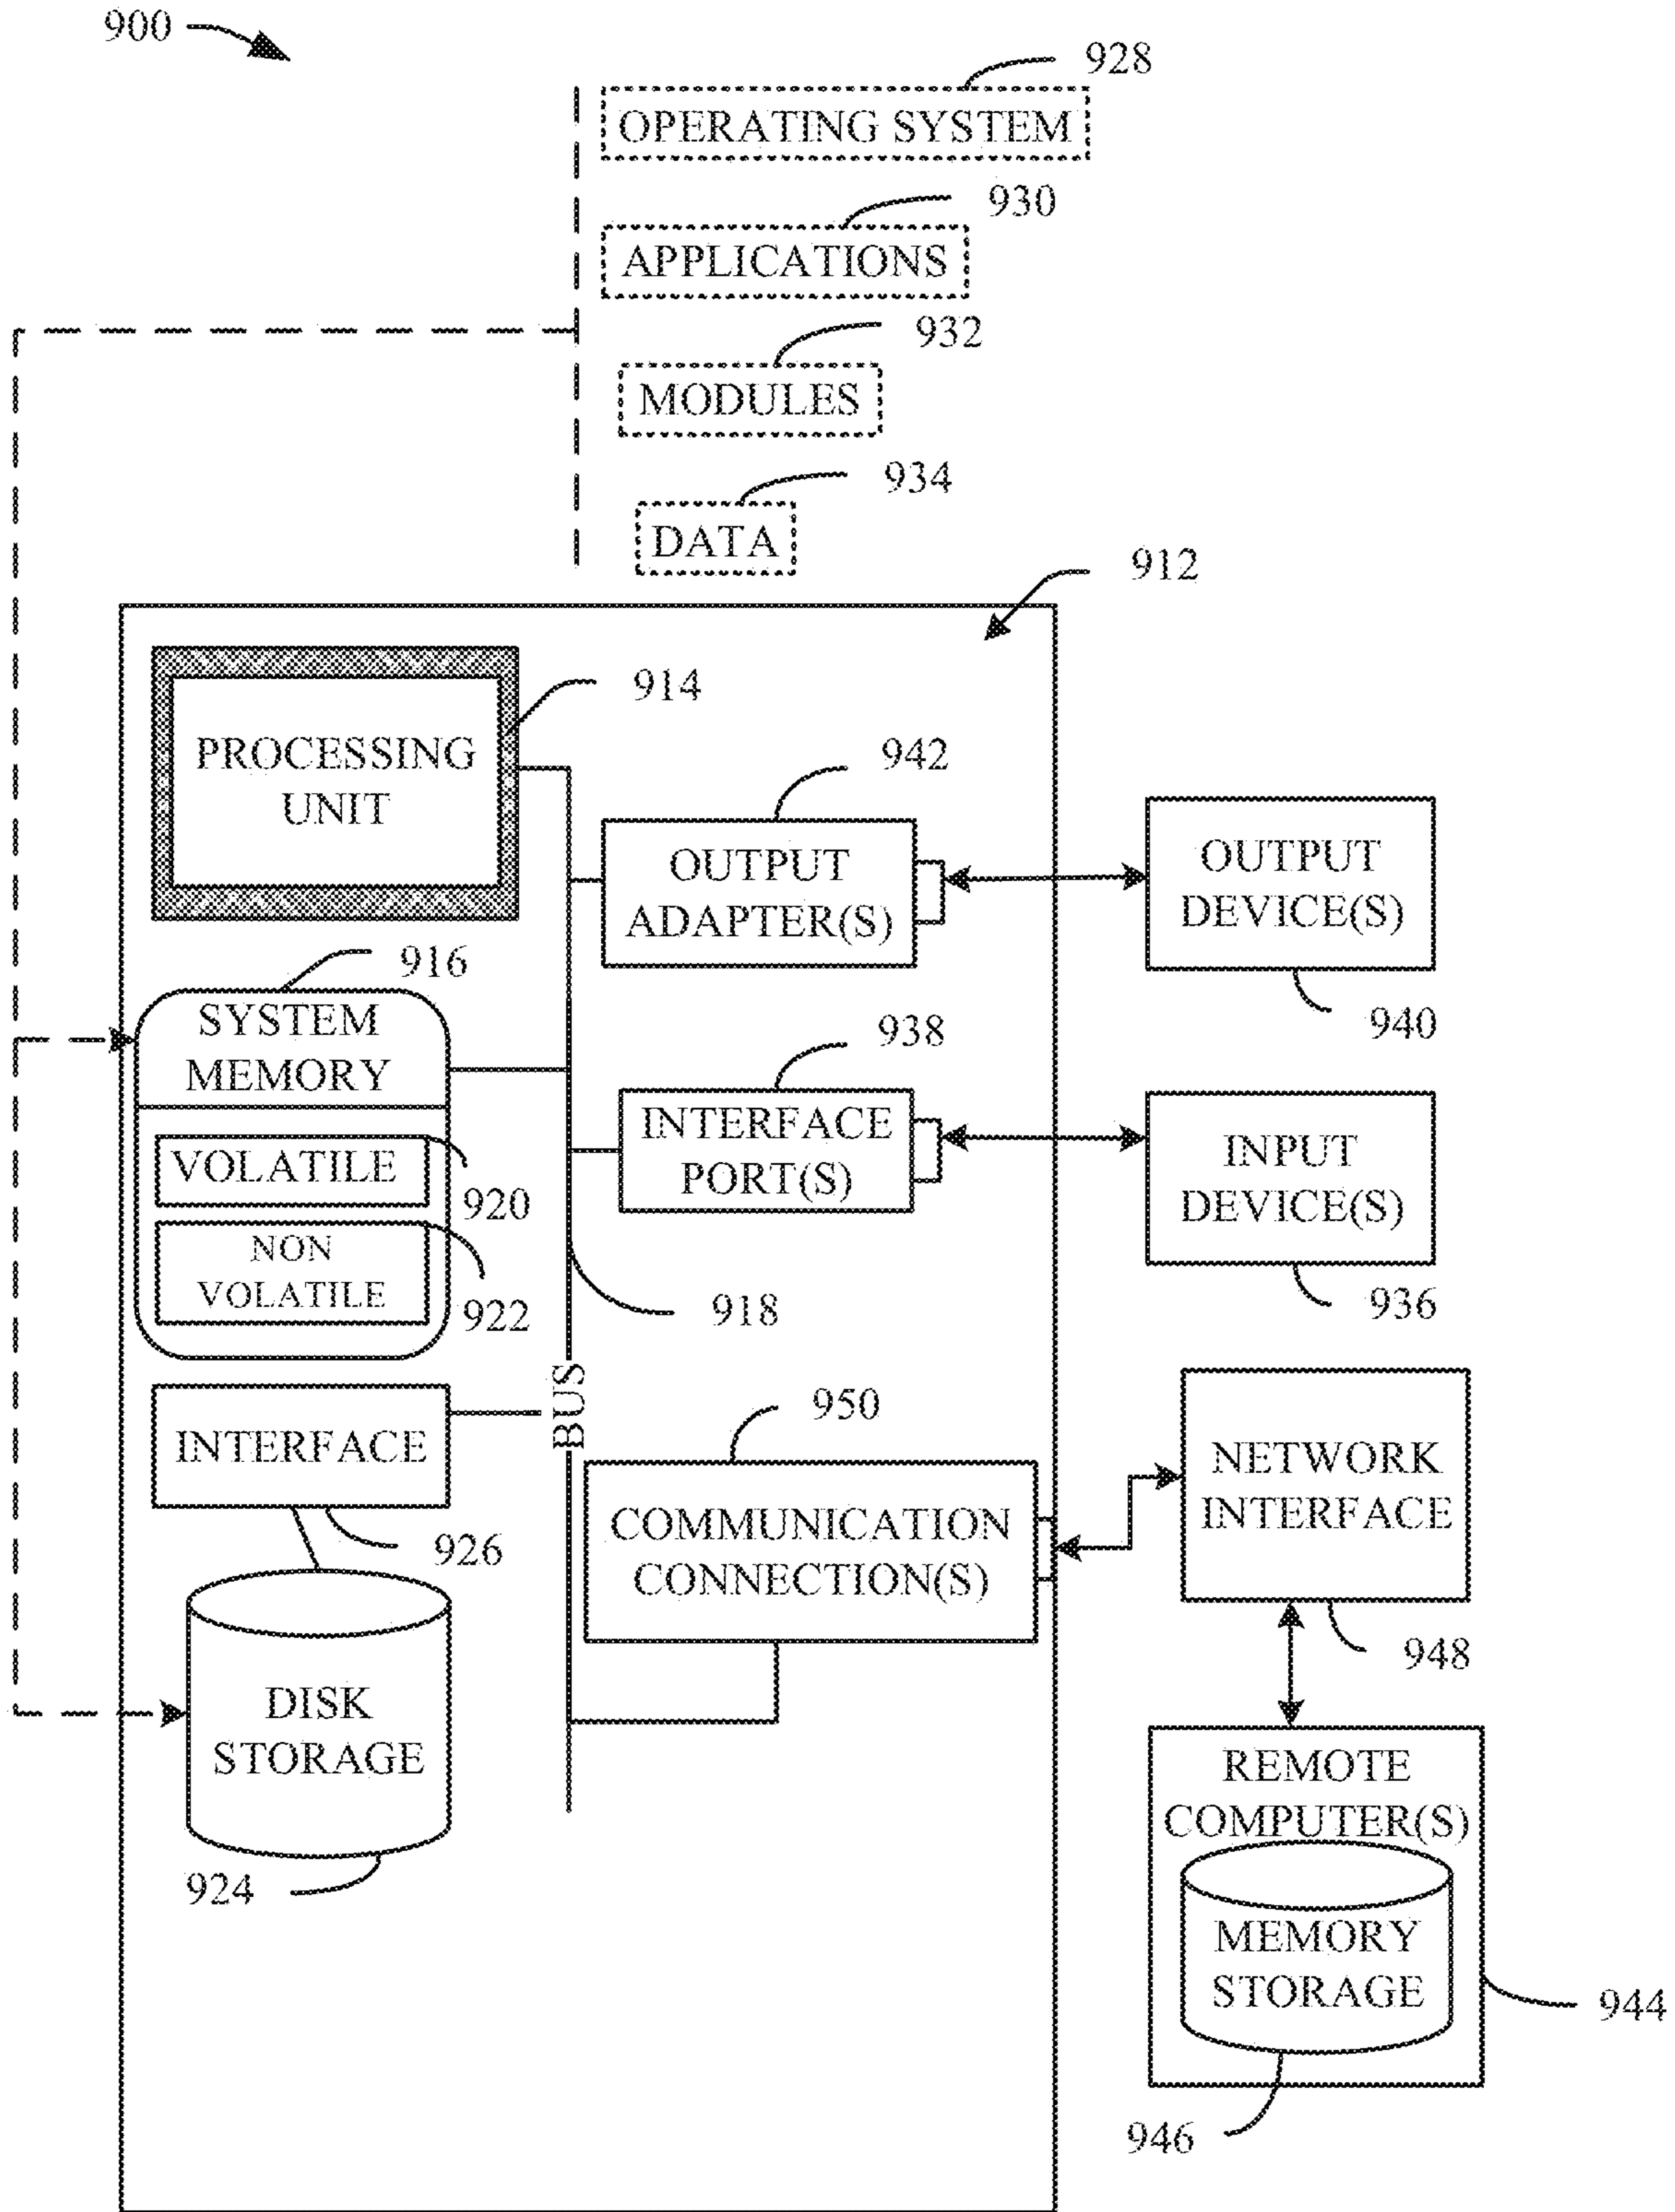 900
928
OPERATING SYSTEM
930
APPLICATIONS
932
MODULES
934
DATA
912
914
PROCESSING
UNIT
942
OUTPUT
ADAPTER(S)
OUTPUT
DEVICE(S)
940
916
SYSTEM
MEMORY
VOLATILE
920
NON
VOLATILE
922
938
INTERFACE
PORT(S)
INPUT
DEVICE(S)
936
918
BUS
INTERFACE
926
950
COMMUNICATION
CONNECTION(S)
NETWORK
INTERFACE
948
DISK
STORAGE
924
REMOTE
COMPUTER(S)
MEMORY
STORAGE
944
946